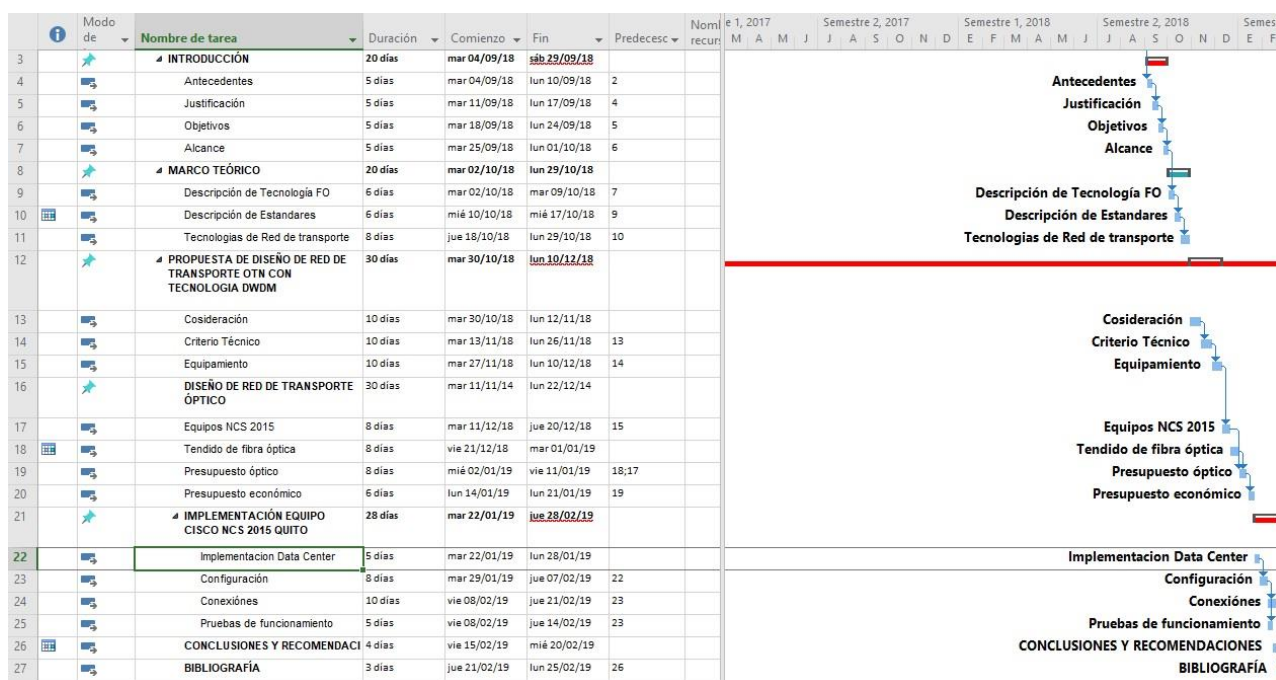 Modo de
Nombre de tarea
Duración
Comienzo
Fin
Predecesc
Noml recurs
e 1, 2017
Semestre 2, 2017
Semestre 1, 2018
Semestre 2, 2018
Semes
M A M J J A S O N D E F M A M J J A S O N D E F
3 INTRODUCCIÓN 20 días mar 04/09/18 sáb 29/09/18
4 Antecedentes 5 días mar 04/09/18 lun 10/09/18 2 Antecedentes
5 Justificación 5 días mar 11/09/18 lun 17/09/18 4 Justificación
6 Objetivos 5 días mar 18/09/18 lun 24/09/18 5 Objetivos
7 Alcance 5 días mar 25/09/18 lun 01/10/18 6 Alcance
8 MARCO TEÓRICO 20 días mar 02/10/18 lun 29/10/18
9 Descripción de Tecnología FO 6 días mar 02/10/18 mar 09/10/18 7 Descripción de Tecnología FO
10 Descripción de Estandares 6 días mié 10/10/18 mié 17/10/18 9 Descripción de Estandares
11 Tecnologias de Red de transporte 8 días jue 18/10/18 lun 29/10/18 10 Tecnologias de Red de transporte
12 PROPUESTA DE DISEÑO DE RED DE 30 días mar 30/10/18 lun 10/12/18
TRANSPORTE OTN CON
TECNOLOGIA DWDM
13 Cosideración 10 días mar 30/10/18 lun 12/11/18 Cosideración
14 Criterio Técnico 10 días mar 13/11/18 lun 26/11/18 13 Criterio Técnico
15 Equipamiento 10 días mar 27/11/18 lun 10/12/18 14 Equipamiento
16 DISEÑO DE RED DE TRANSPORTE 30 días mar 11/11/14 lun 22/12/14
ÓPTICO
17 Equipos NCS 2015 8 días mar 11/12/18 jue 20/12/18 15 Equipos NCS 2015
18 Tendido de fibra óptica 8 días vie 21/12/18 mar 01/01/19 Tendido de fibra óptica
19 Presupuesto óptico 8 días mié 02/01/19 vie 11/01/19 18;17 Presupuesto óptico
20 Presupuesto económico 6 días lun 14/01/19 lun 21/01/19 19 Presupuesto económico
21 IMPLEMENTACIÓN EQUIPO 28 días mar 22/01/19 jue 28/02/19
CISCO NCS 2015 QUITO
22 Implementacion Data Center 5 días mar 22/01/19 lun 28/01/19 Implementacion Data Center
23 Configuración 8 días mar 29/01/19 jue 07/02/19 22 Configuración
24 Conexiónes 10 días vie 08/02/19 jue 21/02/19 23 Conexiónes
25 Pruebas de funcionamiento 5 días vie 08/02/19 jue 14/02/19 23 Pruebas de funcionamiento
26 CONCLUSIONES Y RECOMENDACI 4 días vie 15/02/19 mié 20/02/19 CONCLUSIONES Y RECOMENDACIONES
27 BIBLIOGRAFÍA 3 días jue 21/02/19 lun 25/02/19 26 BIBLIOGRAFÍA